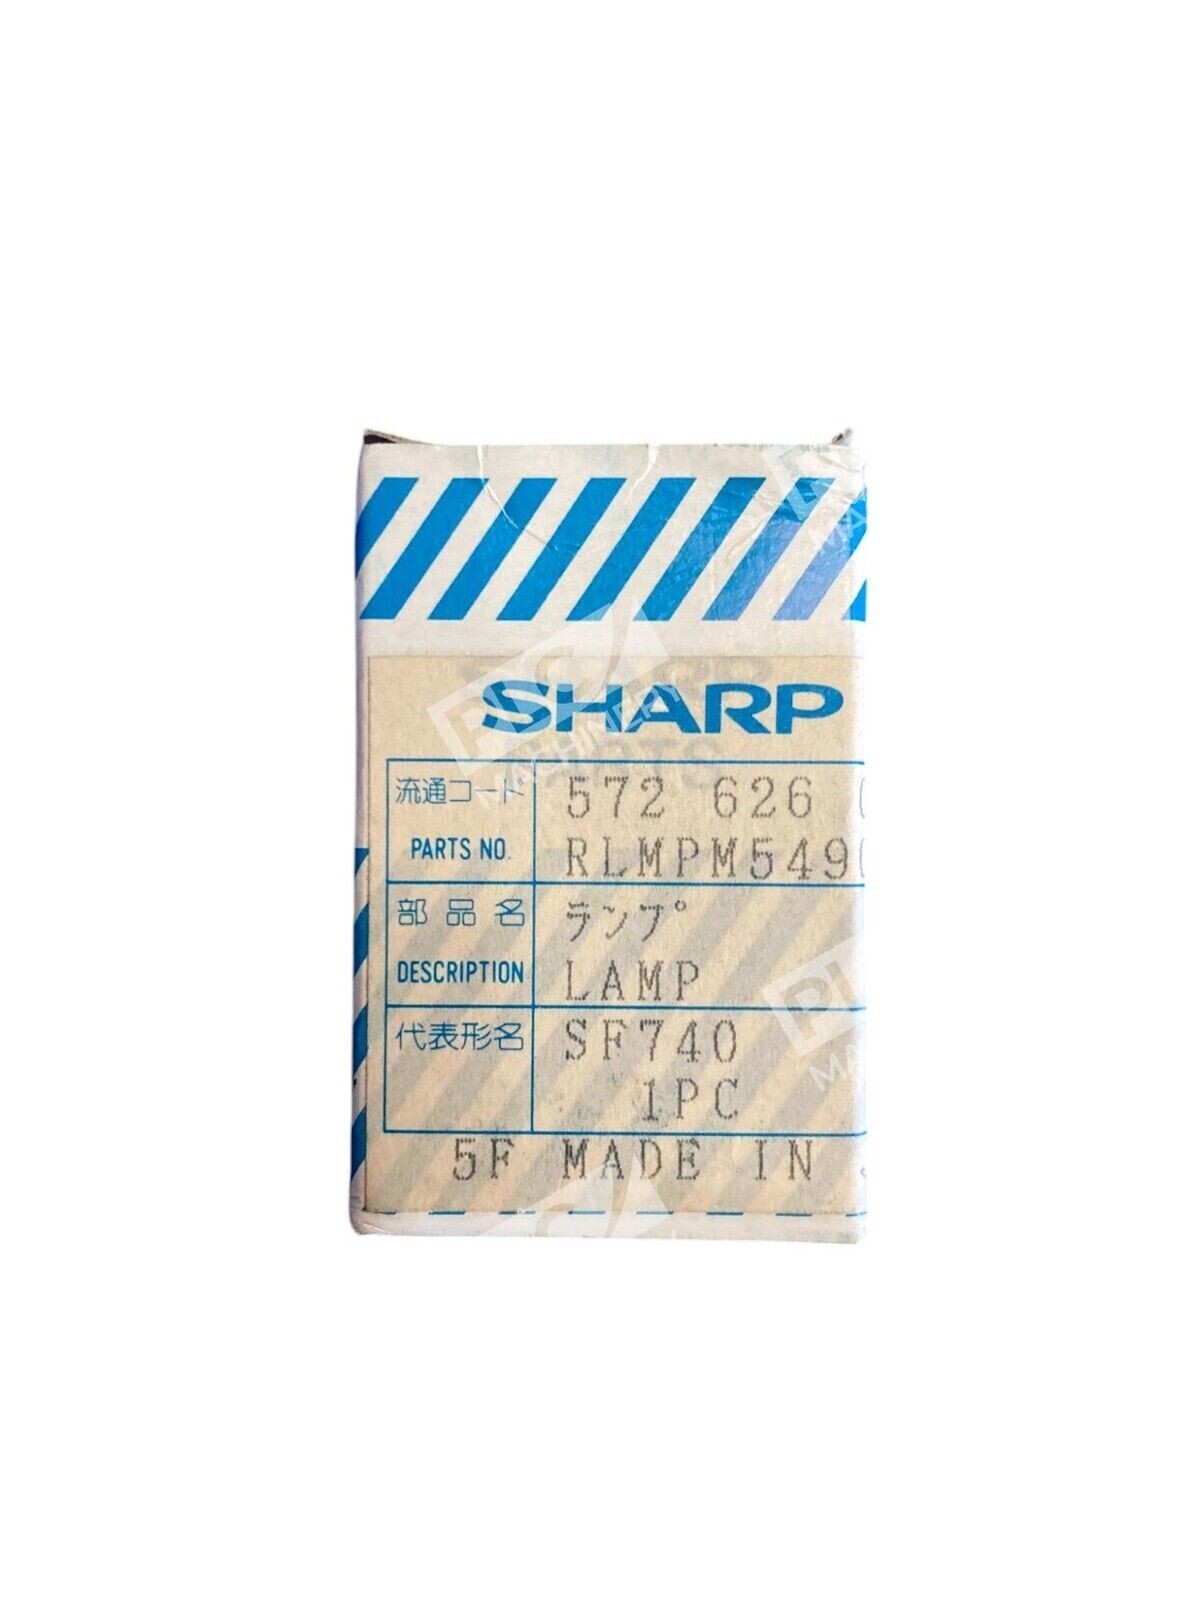 SHARP
流通コード 572 626
PARTS NO. RLMPM549
部品名 ランプ
DESCRIPTION LAMP
代表形名 SF740
1PC
5F MADE IN